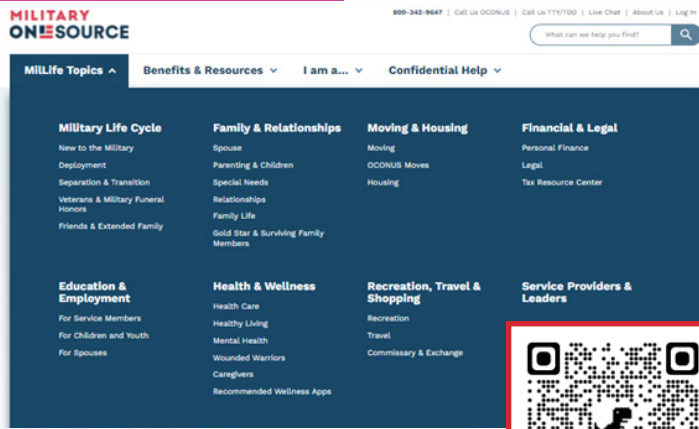 MILITARY
ONESOURCE
800-342-9647 | Call Us OCONUS | Call Us TTY/TDD | Live Chat | About Us | Log In
What can we help you find?
MilLife Topics
Benefits & Resources
I am a...
Confidential Help
Military Life Cycle
New to the Military
Deployment
Separation & Transition
Veterans & Military Funeral
Honors
Friends & Extended Family
Family & Relationships
Spouse
Parenting & Children
Special Needs
Relationships
Family Life
Gold Star & Surviving Family
Members
Moving & Housing
Moving
OCONUS Moves
Housing
Financial & Legal
Personal Finance
Legal
Tax Resource Center
Education &
Employment
For Service Members
For Children and Youth
For Spouses
Health & Wellness
Health Care
Healthy Living
Mental Health
Wounded Warriors
Caregivers
Recommended Wellness Apps
Recreation, Travel &
Shopping
Recreation
Travel
Commissary & Exchange
Service Providers &
Leaders